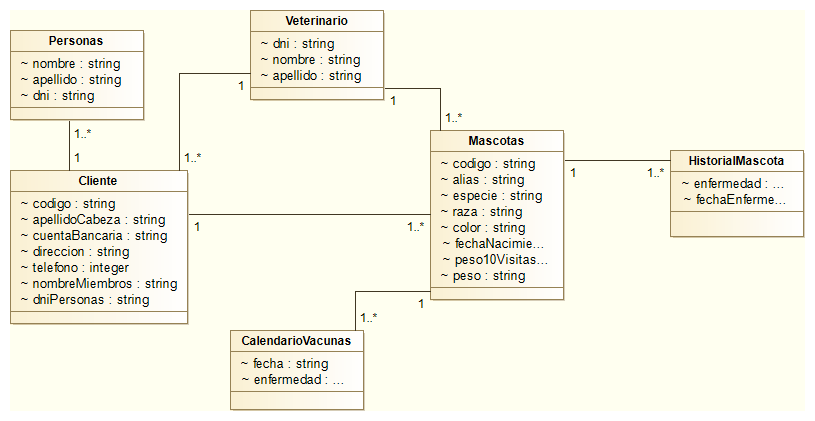 Personas
~ nombre : string
~ apellido : string
~ dni : string
Veterinario
~ dni : string
~ nombre : string
~ apellido : string
1
1..*
1
1..*
1..*
1
Cliente
~ codigo : string
~ apellidoCabeza : string
~ cuentaBancaria : string
~ direccion : string
~ telefono : integer
~ nombreMiembros : string
~ dniPersonas : string
1
1..*
Mascotas
~ codigo : string
~ alias : string
~ especie : string
~ raza : string
~ color : string
~ fechaNacimie...
~ peso10Visitas...
~ peso : string
1
1..*
HistorialMascota
~ enfermedad : ...
~ fechaEnferme...
1
1..*
CalendarioVacunas
~ fecha : string
~ enfermedad : ...